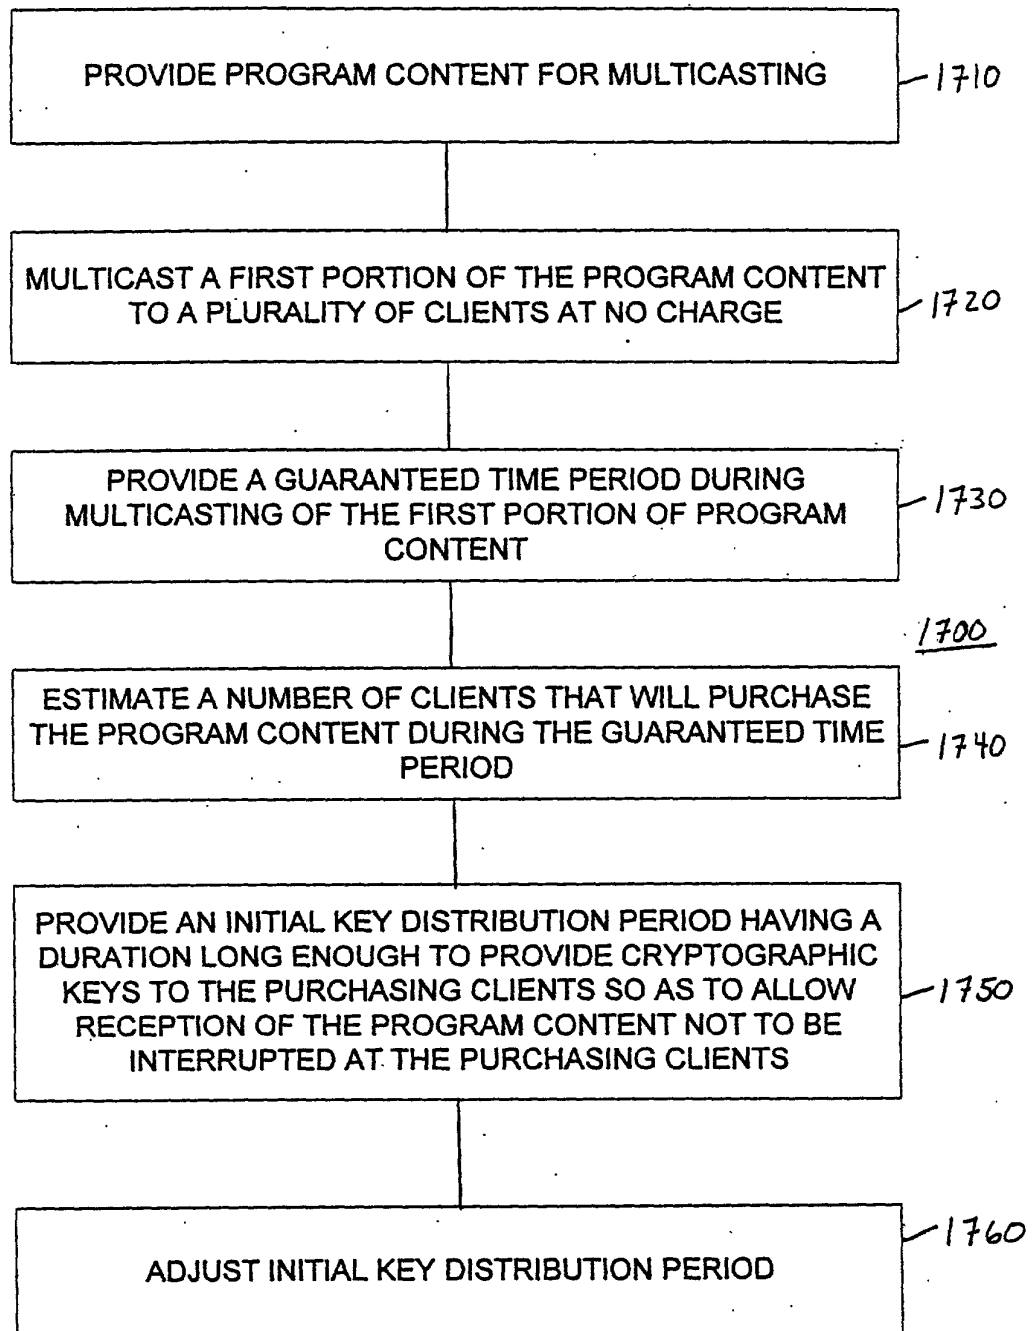 PROVIDE PROGRAM CONTENT FOR MULTICASTING
1710
MULTICAST A FIRST PORTION OF THE PROGRAM CONTENT
TO A PLURALITY OF CLIENTS AT NO CHARGE
1720
PROVIDE A GUARANTEED TIME PERIOD DURING
MULTICASTING OF THE FIRST PORTION OF PROGRAM
CONTENT
1730
1700
ESTIMATE A NUMBER OF CLIENTS THAT WILL PURCHASE
THE PROGRAM CONTENT DURING THE GUARANTEED TIME
PERIOD
1740
PROVIDE AN INITIAL KEY DISTRIBUTION PERIOD HAVING A
DURATION LONG ENOUGH TO PROVIDE CRYPTOGRAPHIC
KEYS TO THE PURCHASING CLIENTS SO AS TO ALLOW
RECEPTION OF THE PROGRAM CONTENT NOT TO BE
INTERRUPTED AT THE PURCHASING CLIENTS
1750
ADJUST INITIAL KEY DISTRIBUTION PERIOD
1760